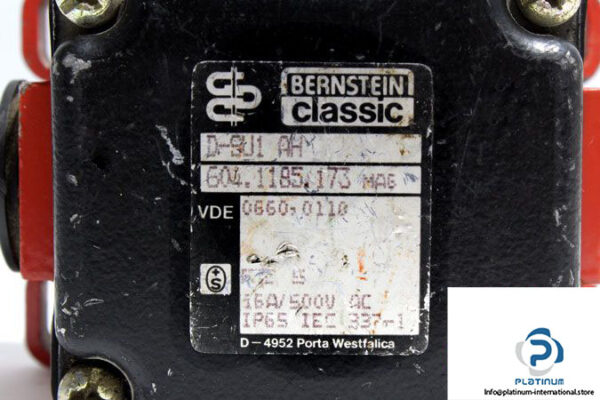 BERNSTEIN
classic
D-SU1 AH
604.1185.173 MAG
VDE 0660,0110
16A/500V AC
IP65 IEC 337-1
D-4952 Porta Westfalica
PLATINUM
INTERNATIONAL
Info@platinum-international.store